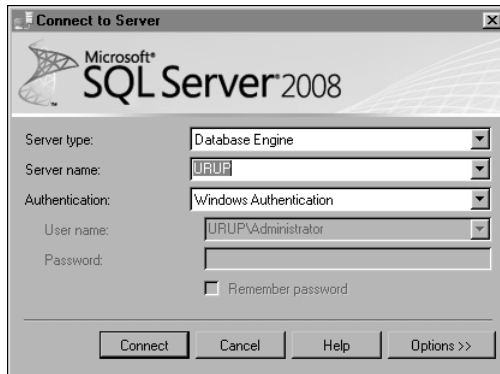 Connect to Server
Microsoft®
SQL Server® 2008
Server type: Database Engine
Server name: URUP
Authentication: Windows Authentication
User name: URUP\Administrator
Password:
Remember password
Connect Cancel Help Options >>